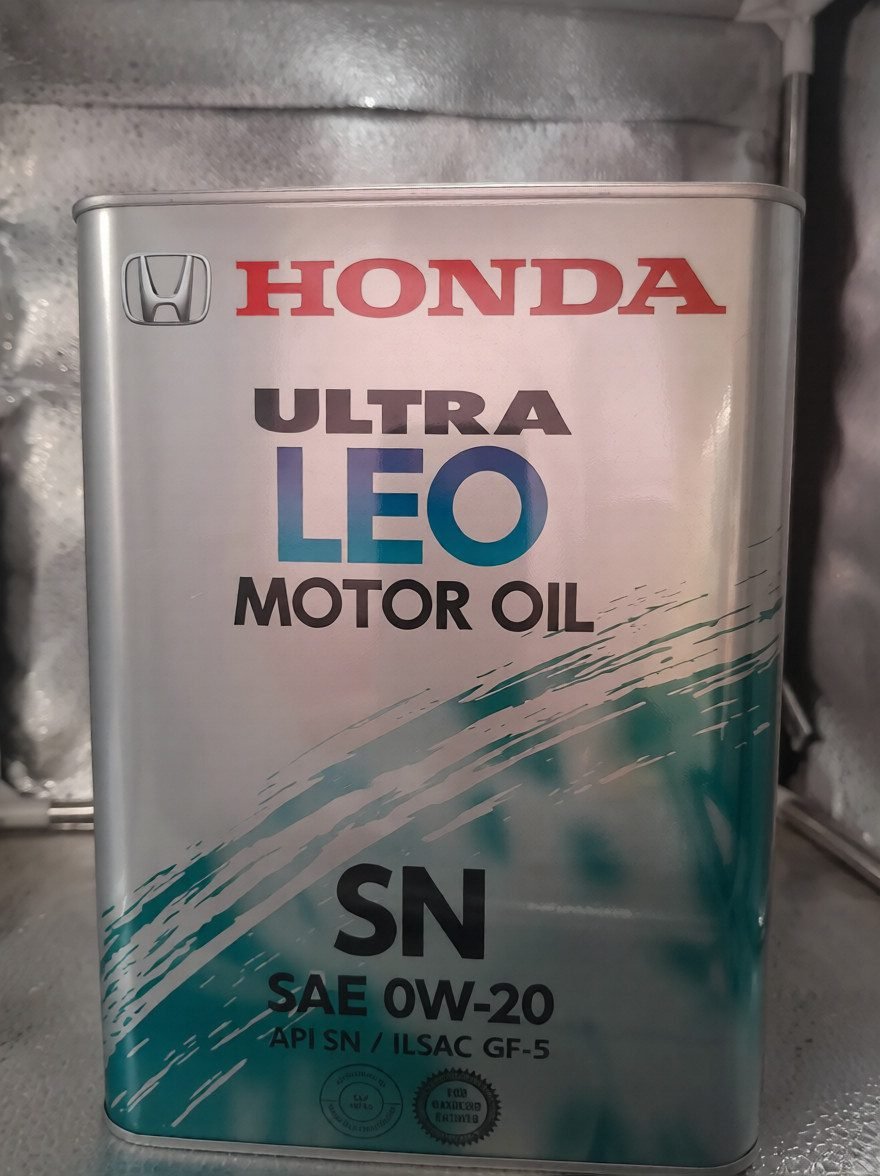 HONDA
ULTRA
LEO
MOTOR OIL
SN
SAE 0W-20
API SN / ILSAC GF-5